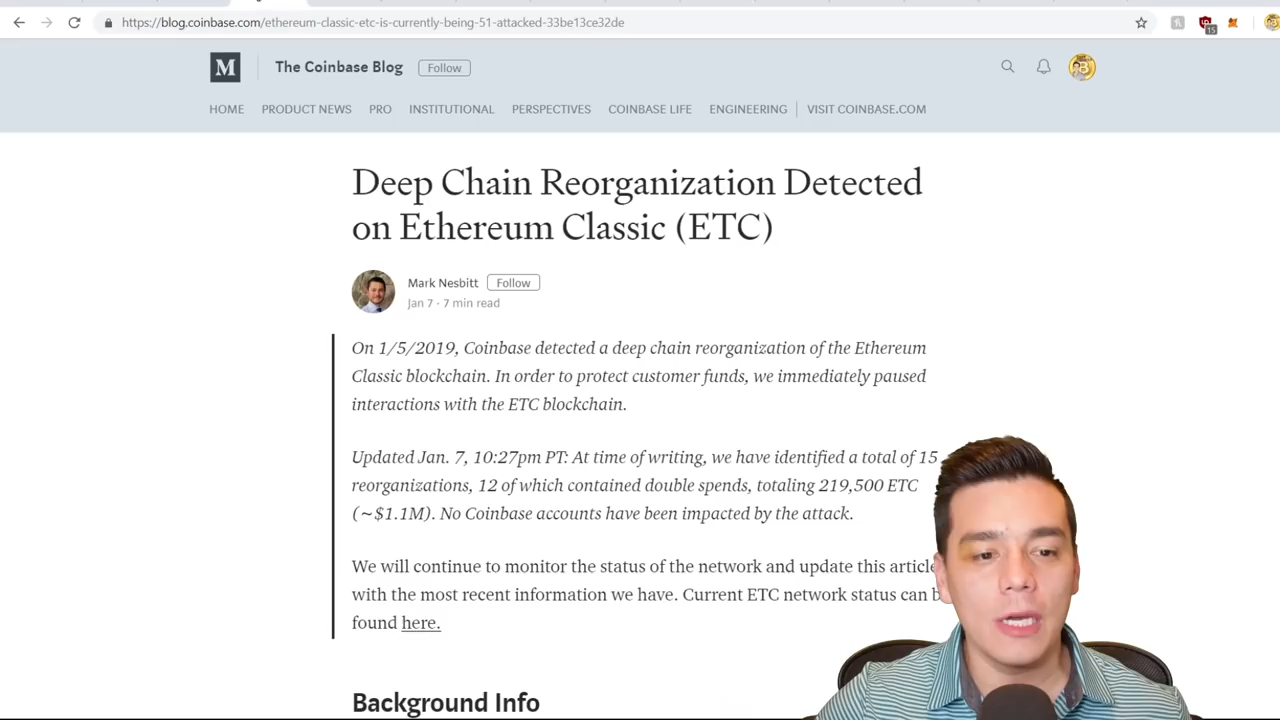 https://blog.coinbase.com/ethereum-classic-etc-is-currently-being-51-attacked-33be13ce32de
15
M
The Coinbase Blog
Follow
HOME PRODUCT NEWS PRO INSTITUTIONAL PERSPECTIVES COINBASE LIFE ENGINEERING VISIT COINBASE.COM
Deep Chain Reorganization Detected
on Ethereum Classic (ETC)
Mark Nesbitt Follow
Jan 7 · 7 min read
On 1/5/2019, Coinbase detected a deep chain reorganization of the Ethereum
Classic blockchain. In order to protect customer funds, we immediately paused
interactions with the ETC blockchain.
Updated Jan. 7, 10:27pm PT: At time of writing, we have identified a total of 15
reorganizations, 12 of which contained double spends, totaling 219,500 ETC
(~$1.1M). No Coinbase accounts have been impacted by the attack.
We will continue to monitor the status of the network and update this article
with the most recent information we have. Current ETC network status can
found here.
Background Info